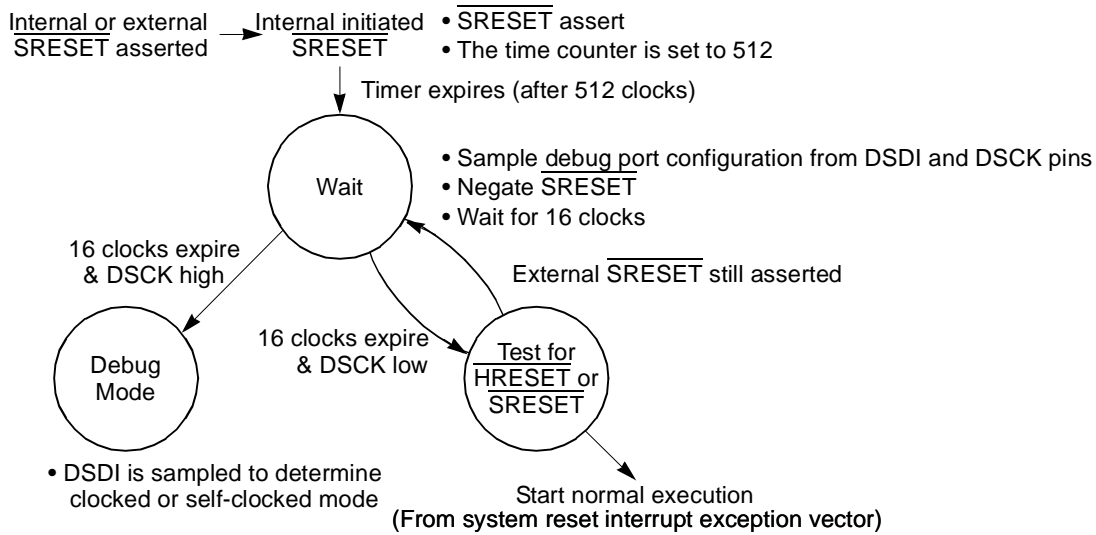 Internal or external
SRESET asserted
Internal initiated
SRESET
• SRESET assert
• The time counter is set to 512
Timer expires (after 512 clocks)
Wait
• Sample debug port configuration from DSDI and DSCK pins
• Negate SRESET
• Wait for 16 clocks
16 clocks expire
& DSCK high
External SRESET still asserted
16 clocks expire
& DSCK low
Debug
Mode
Test for
HRESET or
SRESET
• DSDI is sampled to determine
clocked or self-clocked mode
Start normal execution
(From system reset interrupt exception vector)